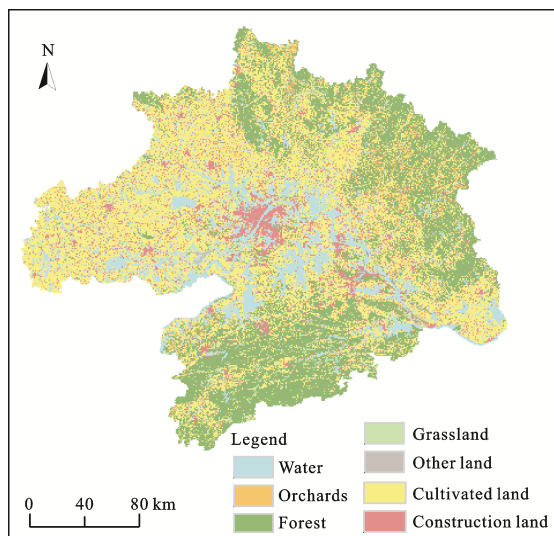 N
Legend
Water
Orchards
Forest
Grassland
Other land
Cultivated land
Construction land
0 40 80 km